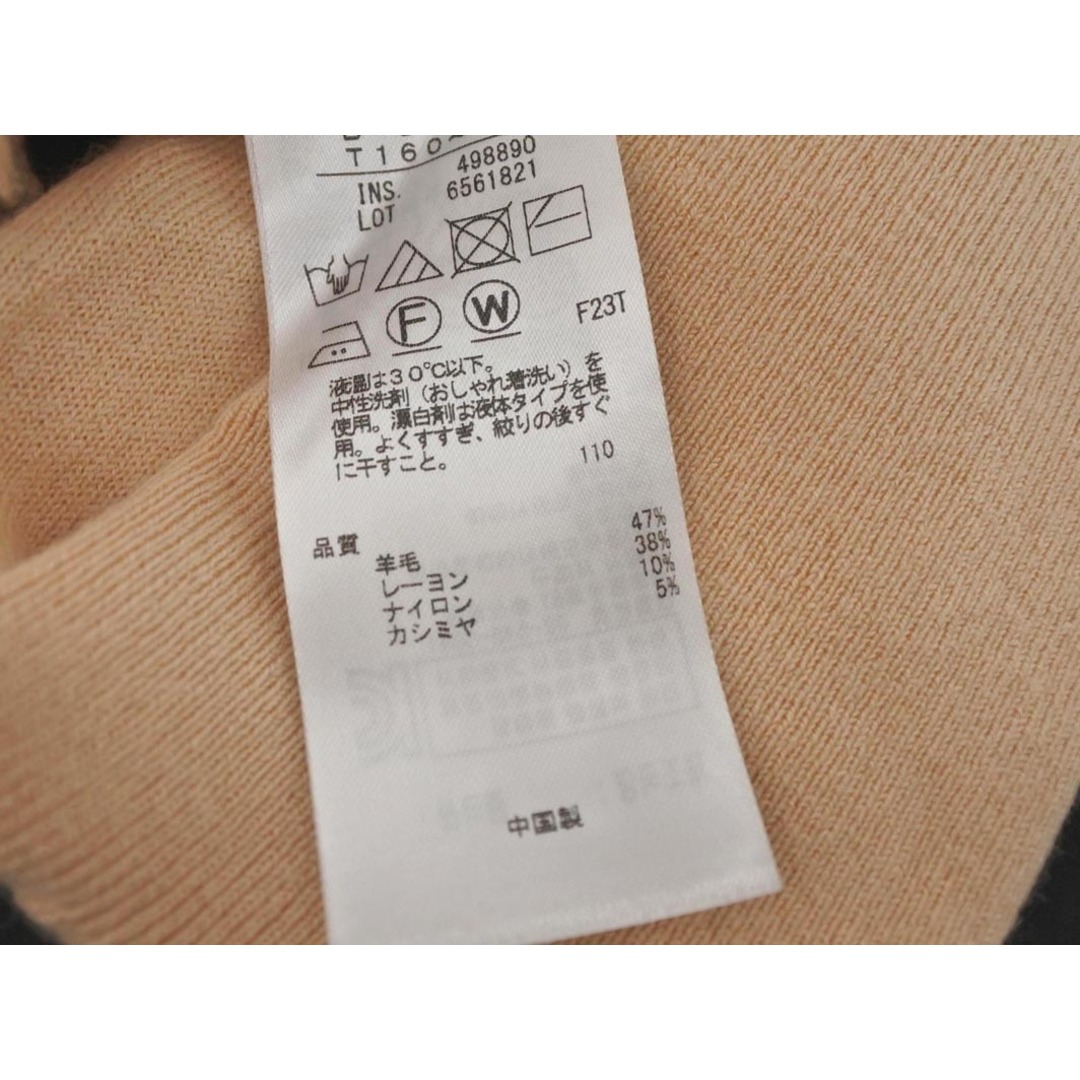 T160~
INS. 498890
LOT 6561821
F W F23T
液温は30℃以下。
中性洗剤（おしゃれ着洗い）を
使用。漂白剤は液体タイプを使
用。よくすすぎ、絞りの後すぐ
に干すこと。
110
品質
羊毛 47%
レーヨン 38%
ナイロン 10%
カシミヤ 5%
中国製